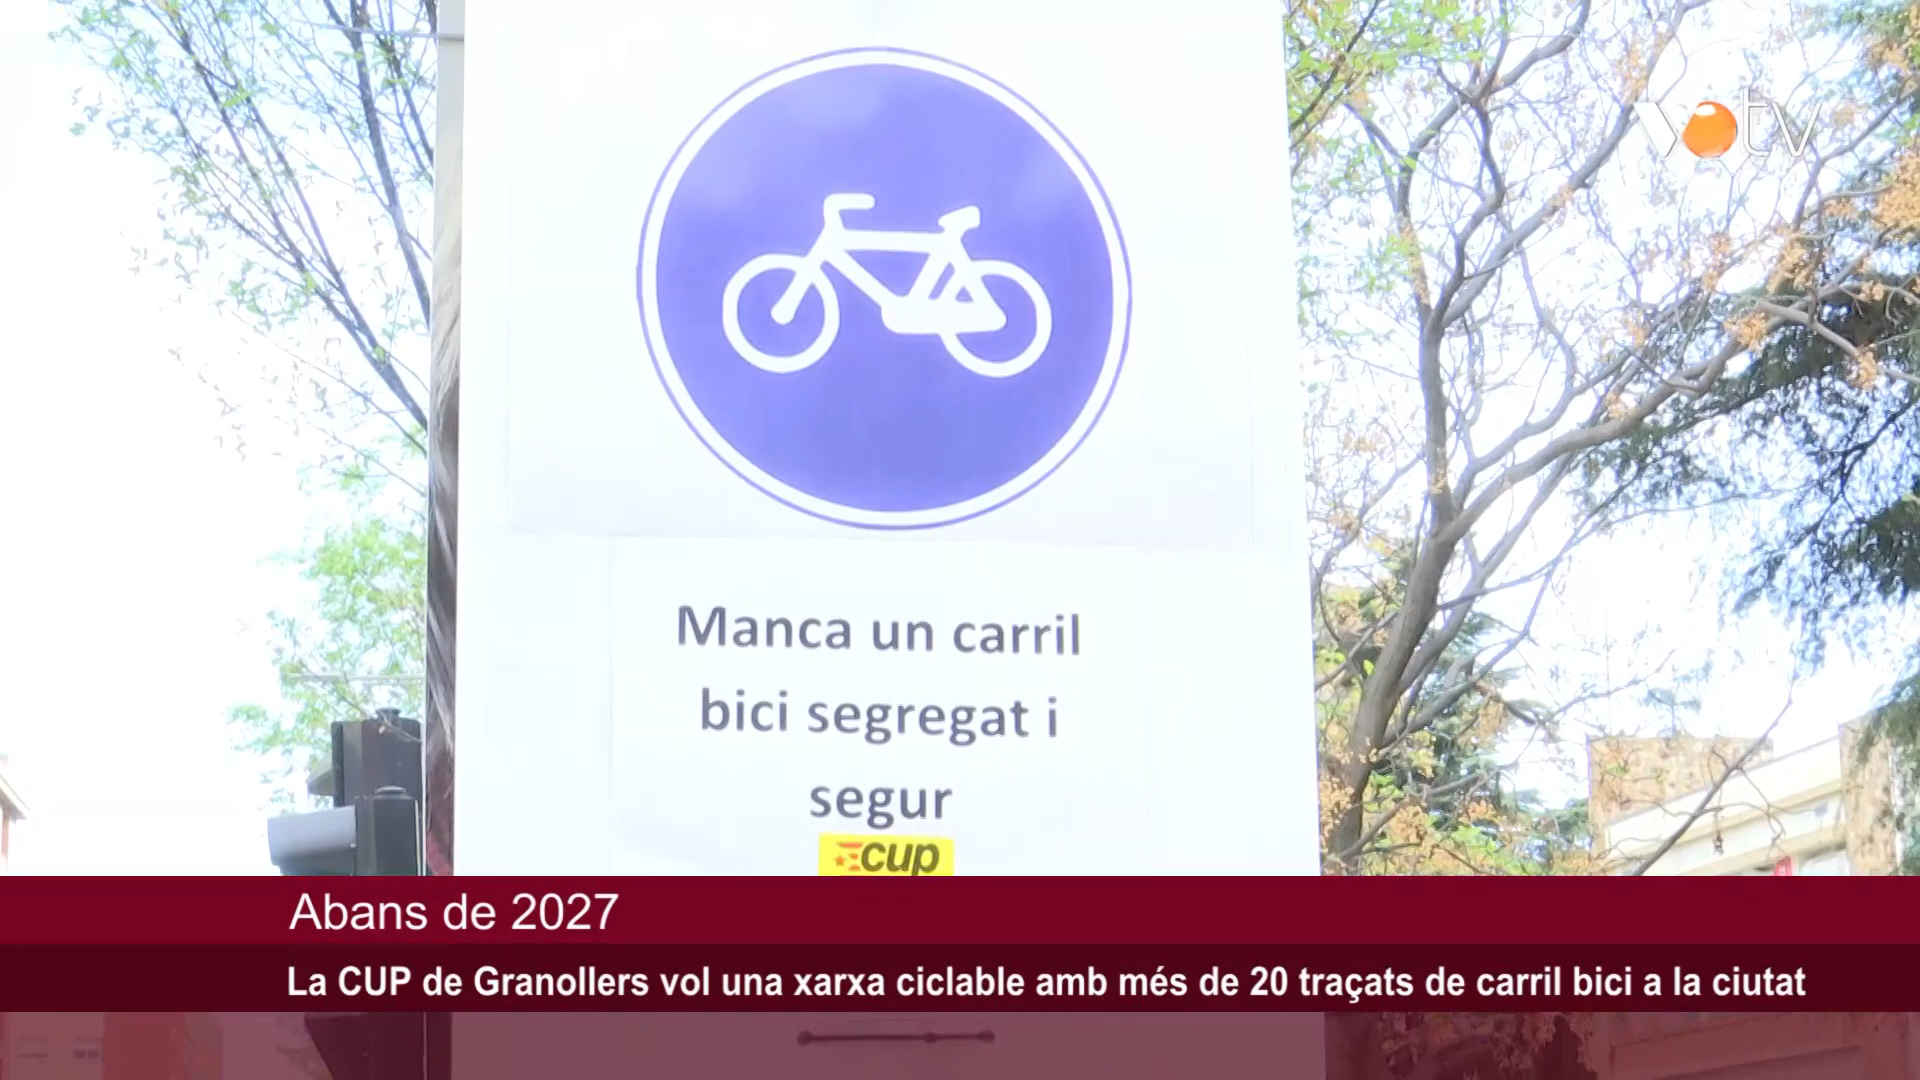 votv
Manca un carril
bici segregat i
segur
cup
Abans de 2027
La CUP de Granollers vol una xarxa ciclable amb més de 20 traçats de carril bici a la ciutat